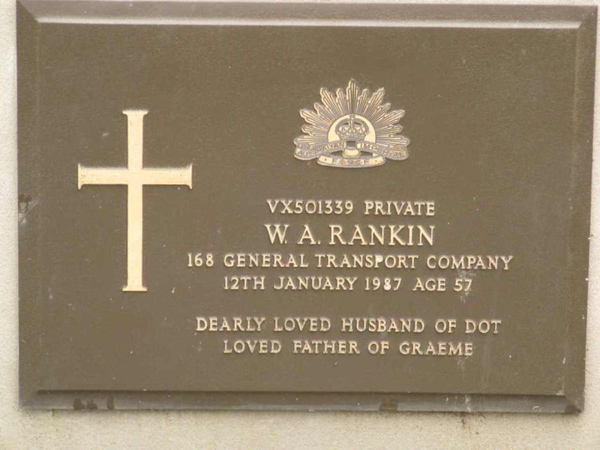 VX501339 PRIVATE
W. A. RANKIN
168 GENERAL TRANSPORT COMPANY
12TH JANUARY 1987 AGE 57
DEARLY LOVED HUSBAND OF DOT
LOVED FATHER OF GRAEME